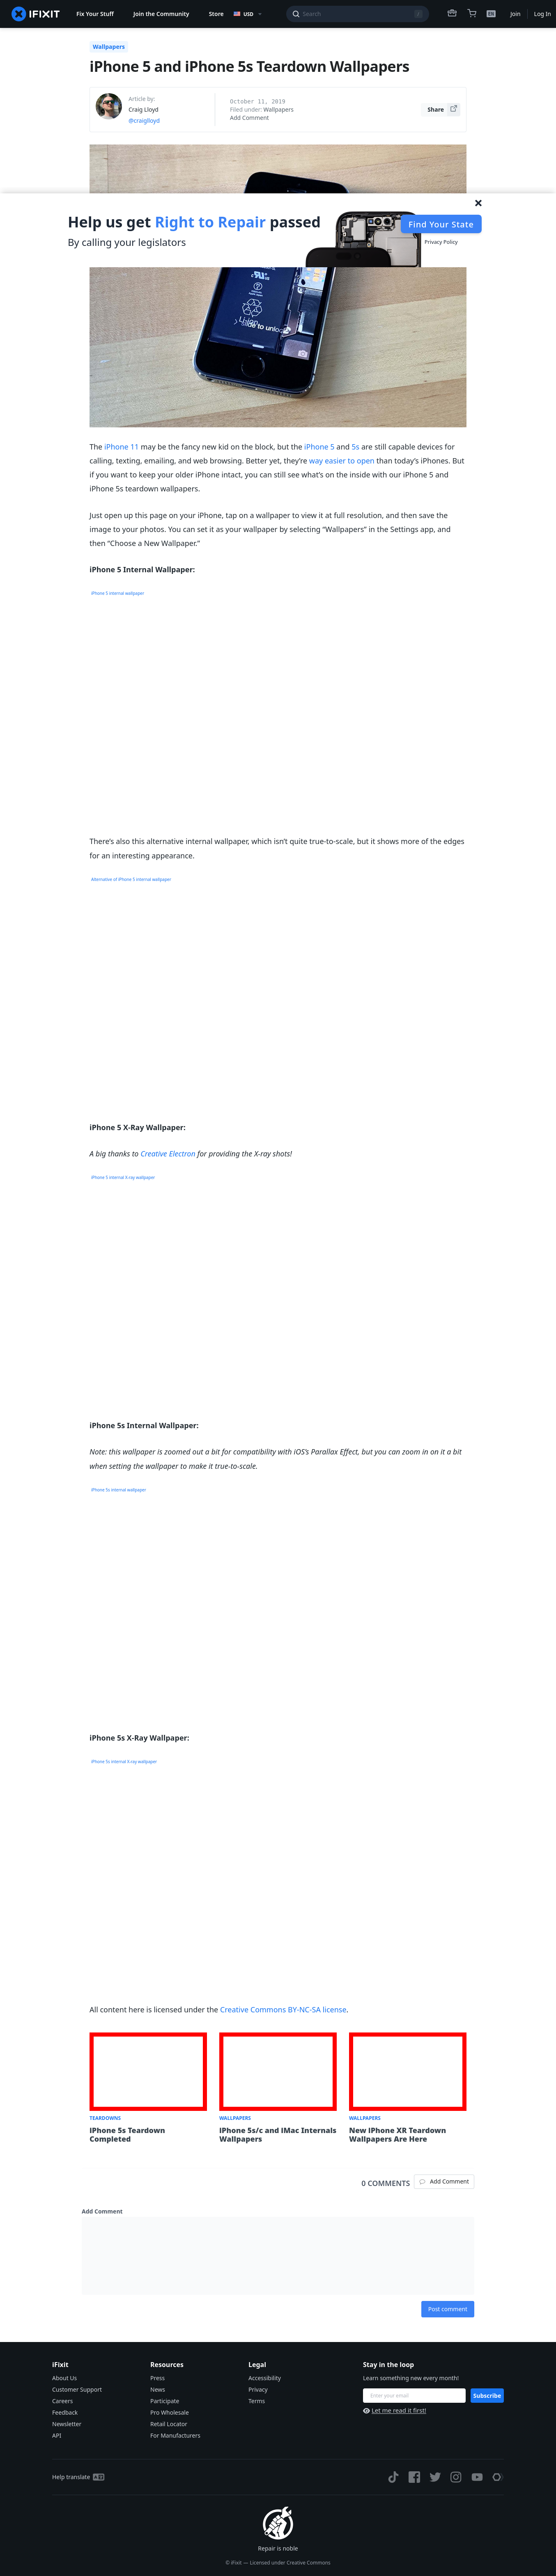 IFIXIT
Fix Your Stuff
Join the Community
Store
USD
Search
/
EN
Join
Log In
Wallpapers
iPhone 5 and iPhone 5s Teardown Wallpapers
Article by:
Craig Lloyd
@craiglloyd
October 11, 2019
Filed under: Wallpapers
Add Comment
Share
Help us get Right to Repair passed
By calling your legislators
Find Your State
Privacy Policy
The iPhone 11 may be the fancy new kid on the block, but the iPhone 5 and 5s are still capable devices for
calling, texting, emailing, and web browsing. Better yet, they're way easier to open than today's iPhones. But
if you want to keep your older iPhone intact, you can still see what's on the inside with our iPhone 5 and
iPhone 5s teardown wallpapers.
Just open up this page on your iPhone, tap on a wallpaper to view it at full resolution, and then save the
image to your photos. You can set it as your wallpaper by selecting “Wallpapers” in the Settings app, and
then “Choose a New Wallpaper.”
iPhone 5 Internal Wallpaper:
iPhone 5 internal wallpaper
There's also this alternative internal wallpaper, which isn't quite true-to-scale, but it shows more of the edges
for an interesting appearance.
Alternative of iPhone 5 internal wallpaper
iPhone 5 X-Ray Wallpaper:
A big thanks to Creative Electron for providing the X-ray shots!
iPhone 5 internal X-ray wallpaper
iPhone 5s Internal Wallpaper:
Note: this wallpaper is zoomed out a bit for compatibility with iOS's Parallax Effect, but you can zoom in on it a bit
when setting the wallpaper to make it true-to-scale.
iPhone 5s internal wallpaper
iPhone 5s X-Ray Wallpaper:
iPhone 5s internal X-ray-wallpaper
All content here is licensed under the Creative Commons BY-NC-SA license.
TEARDOWNS
iPhone 5s Teardown
Completed
WALLPAPERS
iPhone 5s/c and iMac Internals
Wallpapers
WALLPAPERS
New iPhone XR Teardown
Wallpapers Are Here
0 COMMENTS
Add Comment
Add Comment
Post comment
iFixit
About Us
Customer Support
Careers
Feedback
Newsletter
API
Resources
Press
News
Participate
Pro Wholesale
Retail Locator
For Manufacturers
Legal
Accessibility
Privacy
Terms
Stay in the loop
Learn something new every month!
Enter your email
Subscribe
Let me read it first!
Help translate
Repair is noble
© iFixit — Licensed under Creative Commons